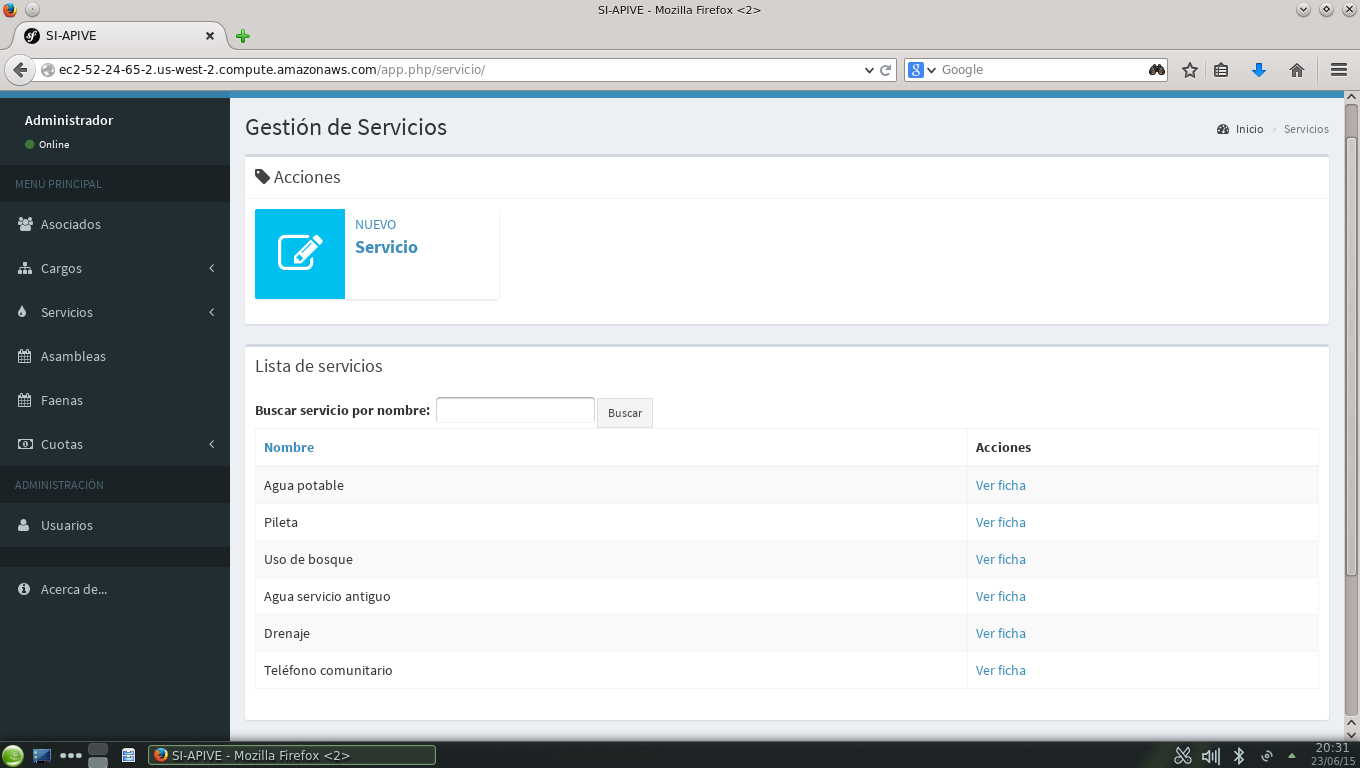 SI-APIVE - Mozilla Firefox <2>
SI-APIVE
ec2-52-24-65-2.us-west-2.compute.amazonaws.com/app.php/servicio/
Google
Administrador
Online
MENÚ PRINCIPAL
Asociados
Cargos
Servicios
Asambleas
Faenas
Cuotas
ADMINISTRACIÓN
Usuarios
Acerca de...
Gestión de Servicios
Inicio > Servicios
Acciones
NUEVO
Servicio
Lista de servicios
Buscar servicio por nombre: Buscar
Nombre Acciones
Agua potable Ver ficha
Pileta Ver ficha
Uso de bosque Ver ficha
Agua servicio antiguo Ver ficha
Drenaje Ver ficha
Teléfono comunitario Ver ficha
SI-APIVE - Mozilla Firefox <2>
20:31
23/06/15